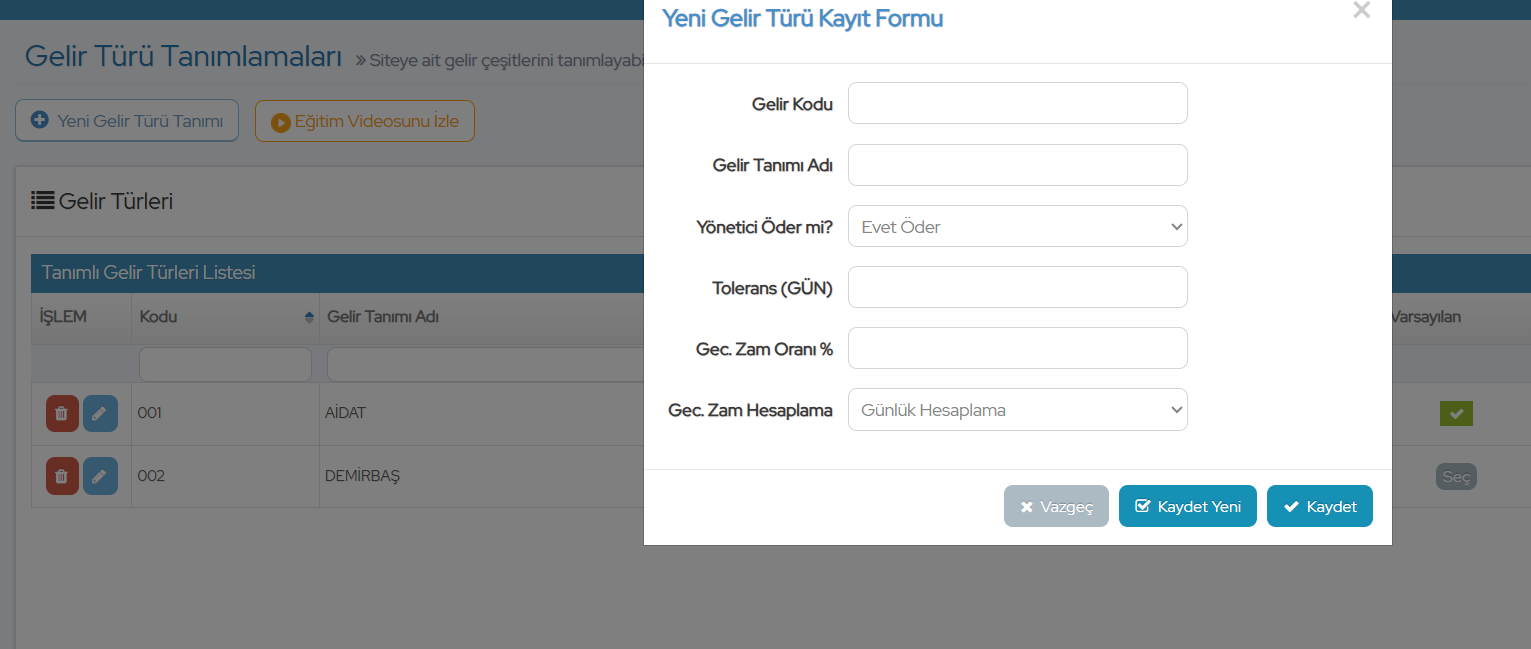 Yeni Gelir Türü Kayıt Formu
Gelir Türü Tanımlamaları » Siteye ait gelir çeşitlerini
Yeni Gelir Türü Tanımı
Eğitim Videosunu İzle
Gelir Türleri
Tanımlı Gelir Türleri Listesi
İŞLEM Kodu Gelir Tanımı Adı Varsayılan
001 AİDAT
002 DEMİRBAŞ Seç
Gelir Kodu
Gelir Tanımı Adı
Yönetici Öder mi? Evet Öder
Tolerans (GÜN)
Gec. Zam Oranı %
Gec. Zam Hesaplama Günlük Hesaplama
Vazgeç Kaydet Yeni Kaydet